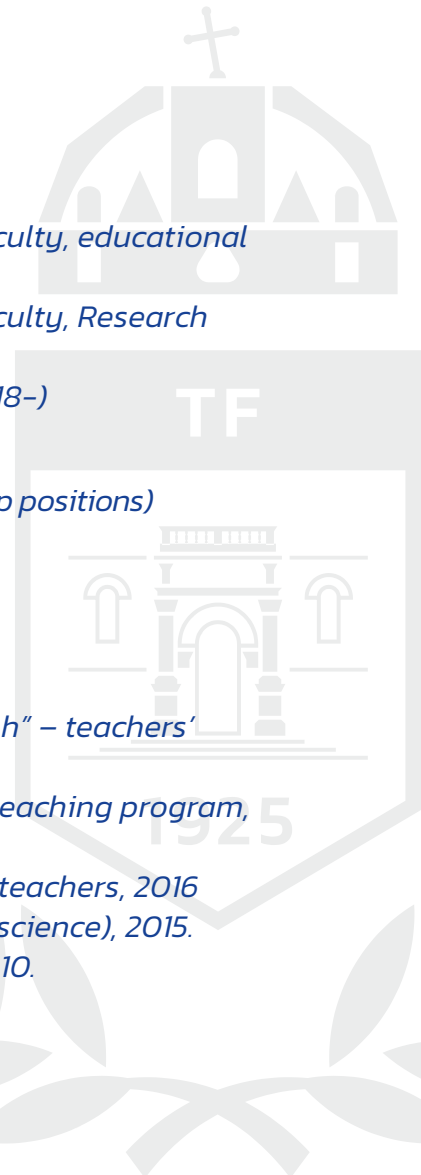 culty, educational
culty, Research
18-)
TF
p positions)
h” – teachers’
eaching program,
1925
teachers, 2016
science), 2015.
10.